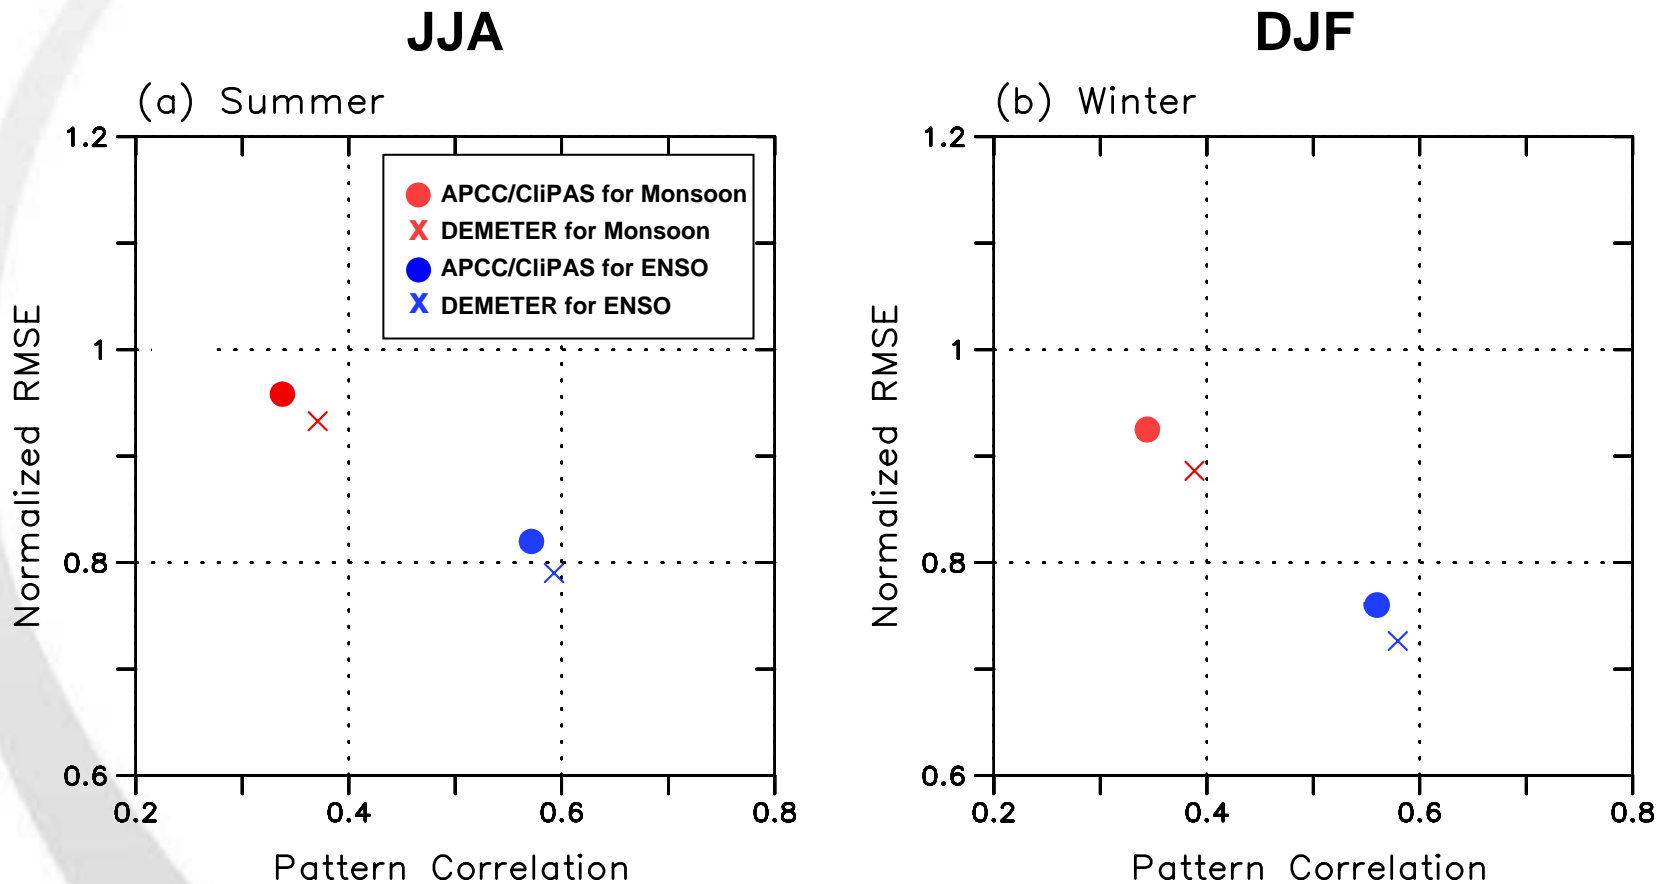 JJA
DJF
(a) Summer
(b) Winter
1.2
1
0.8
0.6
0.2
0.4
0.6
0.8
Normalized RMSE
Pattern Correlation
APCC/CliPAS for Monsoon
X DEMETER for Monsoon
APCC/CliPAS for ENSO
X DEMETER for ENSO
1.2
1
0.8
0.6
0.2
0.4
0.6
0.8
Normalized RMSE
Pattern Correlation